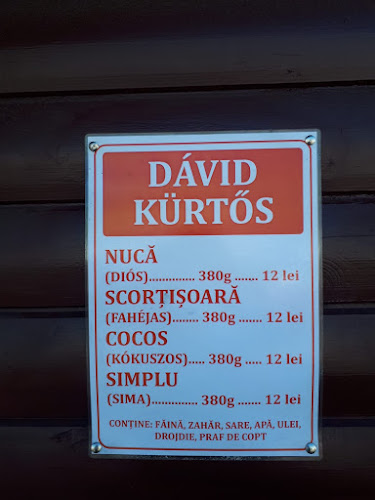 DÁVID
KÜRTŐS
NUCĂ
(DIÓS)............... 380g ....... 12 lei
SCORȚIȘOARĂ
(FAHÉJAS)........ 380g ....... 12 lei
COCOS
(KÓKUSZOS)..... 380g ..... 12 lei
SIMPLU
(SIMA)............... 380g ....... 12 lei
CONȚINE: FĂINĂ, ZAHĂR, SARE, APĂ, ULEI,
DROJDIE, PRAF DE COPT